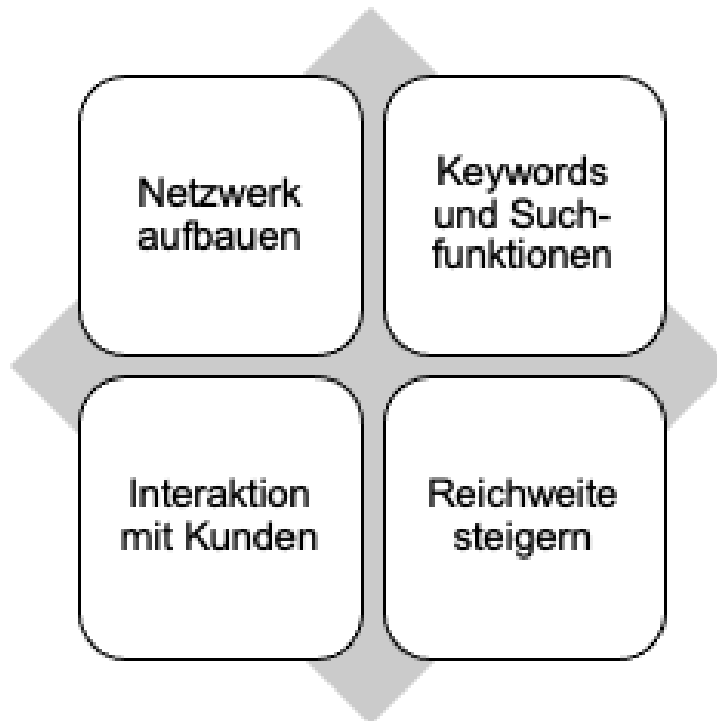 Netzwerk
aufbauen
Keywords
und Such-
funktionen
Interaktion
mit Kunden
Reichweite
steigern